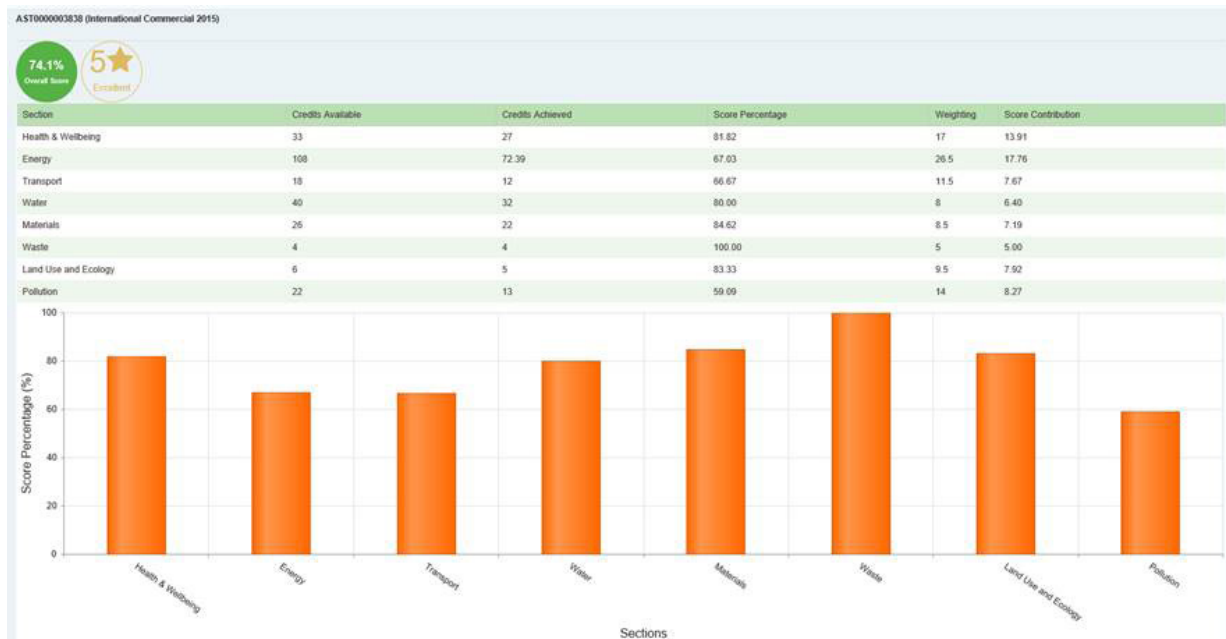 AST0000003838 (International Commercial 2015)
74.1%
Overall Score
5
Excellent
Section Credits Available Credits Achieved Score Percentage Weighting Score Contribution
Health & Wellbeing 33 27 81.82 17 13.91
Energy 108 72.39 67.03 26.5 17.76
Transport 18 12 66.67 11.5 7.67
Water 40 32 80.00 8 6.40
Materials 26 22 84.62 8.5 7.19
Waste 4 4 100.00 5 5.00
Land Use and Ecology 6 5 83.33 9.5 7.92
Pollution 22 13 59.09 14 8.27
100
80
60
40
20
0
Score Percentage (%)
Health & Wellbeing
Energy
Transport
Water
Materials
Waste
Land Use and Ecology
Pollution
Sections